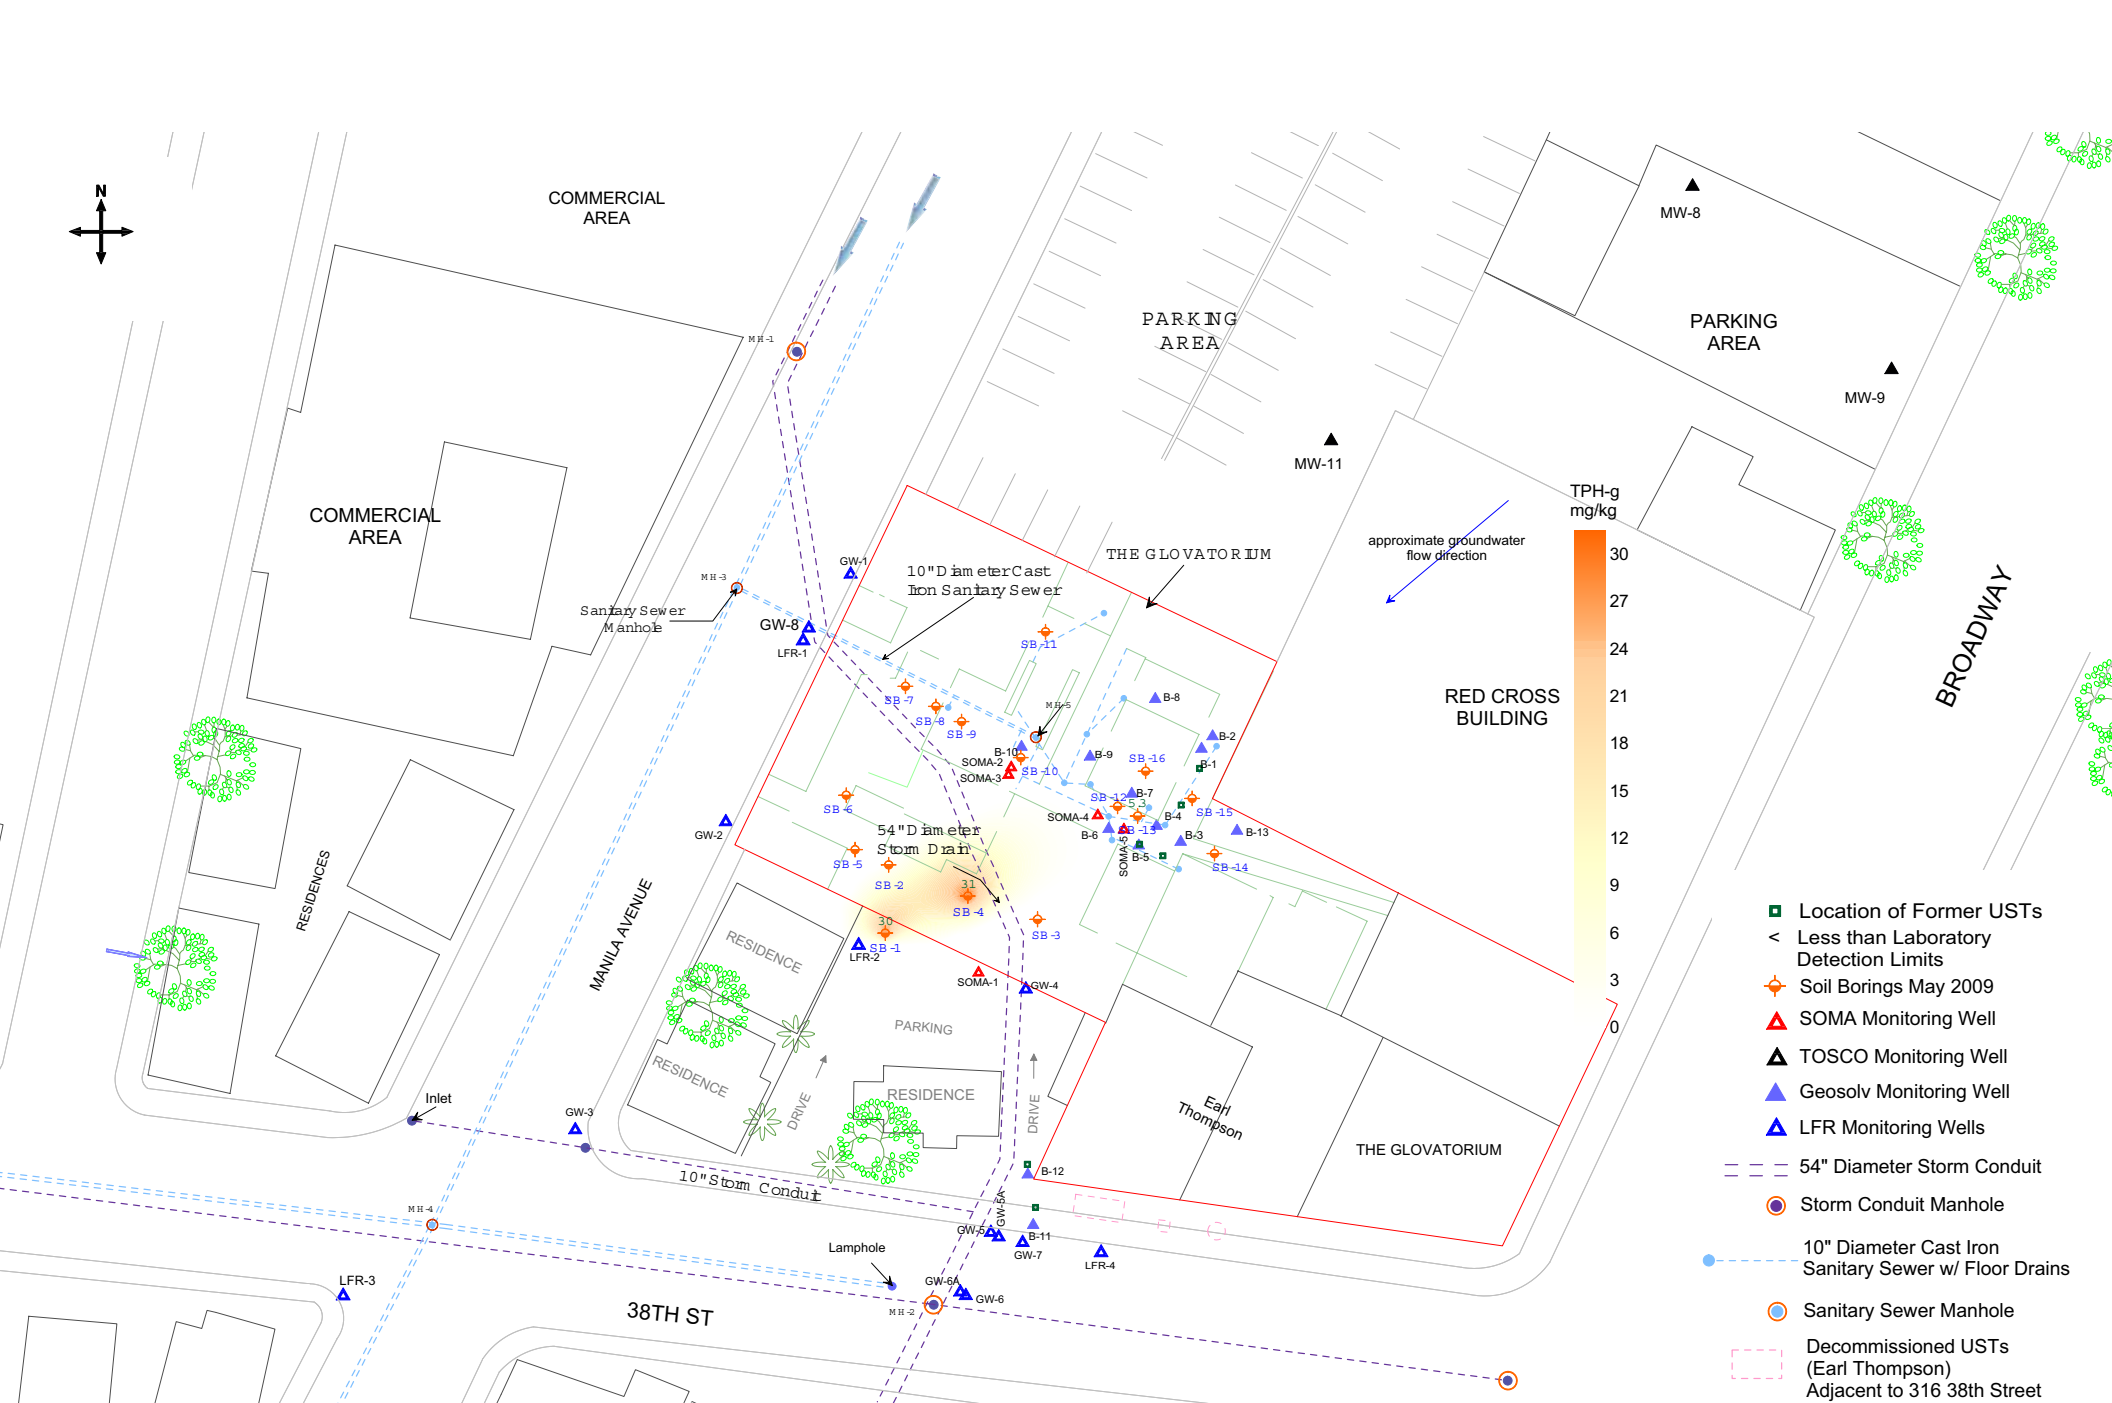 N
COMMERCIAL
AREA
MW-8
PARKING
AREA
PARKING
AREA
MH-1
MW-9
COMMERCIAL
AREA
MW-11
TPH-g
mg/kg
30
27
24
21
18
15
12
9
6
3
0
approximate groundwater
flow direction
THE GLOVATORIUM
GW-1
10" Diameter Cast
Iron Sanitary Sewer
MH-3
Sanitary Sewer
Manhole
GW-8
LFR-1
SB-11
BROADWAY
RED CROSS
BUILDING
SB-7
SB-8
SB-9
MH-5
B-8
B-2
B-10
SOMA-2
SOMA-3
SB-10
B-9
SB-16
B-1
SB-12
B-7
5.3
SB-6
SOMA-4
B-6
SB-13
B-4
SB-15
B-3
B-13
SOMA-5
B-5
SB-14
GW-2
54" Diameter
Storm Drain
SB-5
SB-2
31
SB-4
30
SB-1
SB-3
LFR-2
RESIDENCES
MANILA AVENUE
RESIDENCE
SOMA-1
GW-4
PARKING
RESIDENCE
DRIVE
RESIDENCE
DRIVE
Earl
Thompson
THE GLOVATORIUM
Inlet
GW-3
B-12
10" Storm Conduit
MH-4
GW-5A
GW-5
B-11
GW-7
LFR-4
Lamphole
GW-6A
GW-6
MH-2
LFR-3
38TH ST
Location of Former USTs
< Less than Laboratory
Detection Limits
Soil Borings May 2009
SOMA Monitoring Well
TOSCO Monitoring Well
Geosolv Monitoring Well
LFR Monitoring Wells
54" Diameter Storm Conduit
Storm Conduit Manhole
10" Diameter Cast Iron
Sanitary Sewer w/ Floor Drains
Sanitary Sewer Manhole
Decommissioned USTs
(Earl Thompson)
Adjacent to 316 38th Street